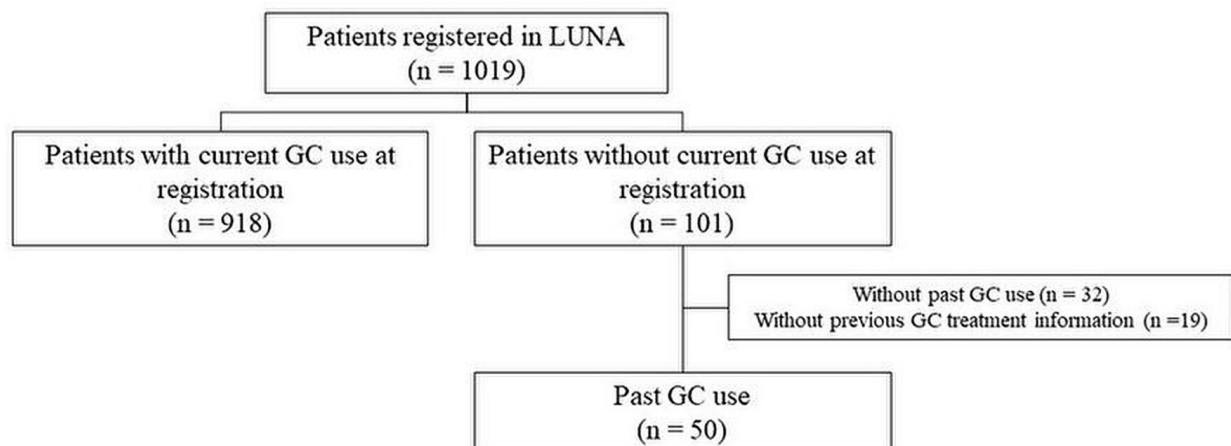 Patients registered in LUNA
(n = 1019)
Patients with current GC use at
registration
(n = 918)
Patients without current GC use at
registration
(n = 101)
Without past GC use (n = 32)
Without previous GC treatment information (n =19)
Past GC use
(n = 50)